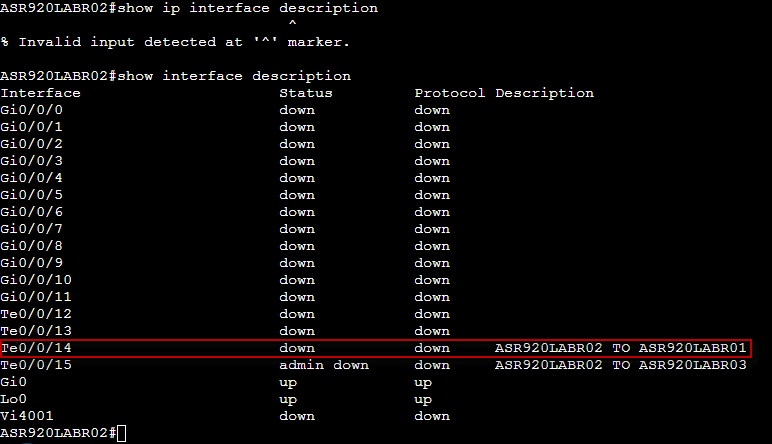 ASR920LABR02#show ip interface description
^
% Invalid input detected at '^' marker.
ASR920LABR02#show interface description
Interface Status Protocol Description
Gi0/0/0 down down
Gi0/0/1 down down
Gi0/0/2 down down
Gi0/0/3 down down
Gi0/0/4 down down
Gi0/0/5 down down
Gi0/0/6 down down
Gi0/0/7 down down
Gi0/0/8 down down
Gi0/0/9 down down
Gi0/0/10 down down
Gi0/0/11 down down
Te0/0/12 down down
Te0/0/13 down down
Te0/0/14 down down ASR920LABR02 TO ASR920LABR01
Te0/0/15 admin down down ASR920LABR02 TO ASR920LABR03
Gi0 up up
Lo0 up up
Vi4001 down down
ASR920LABR02#